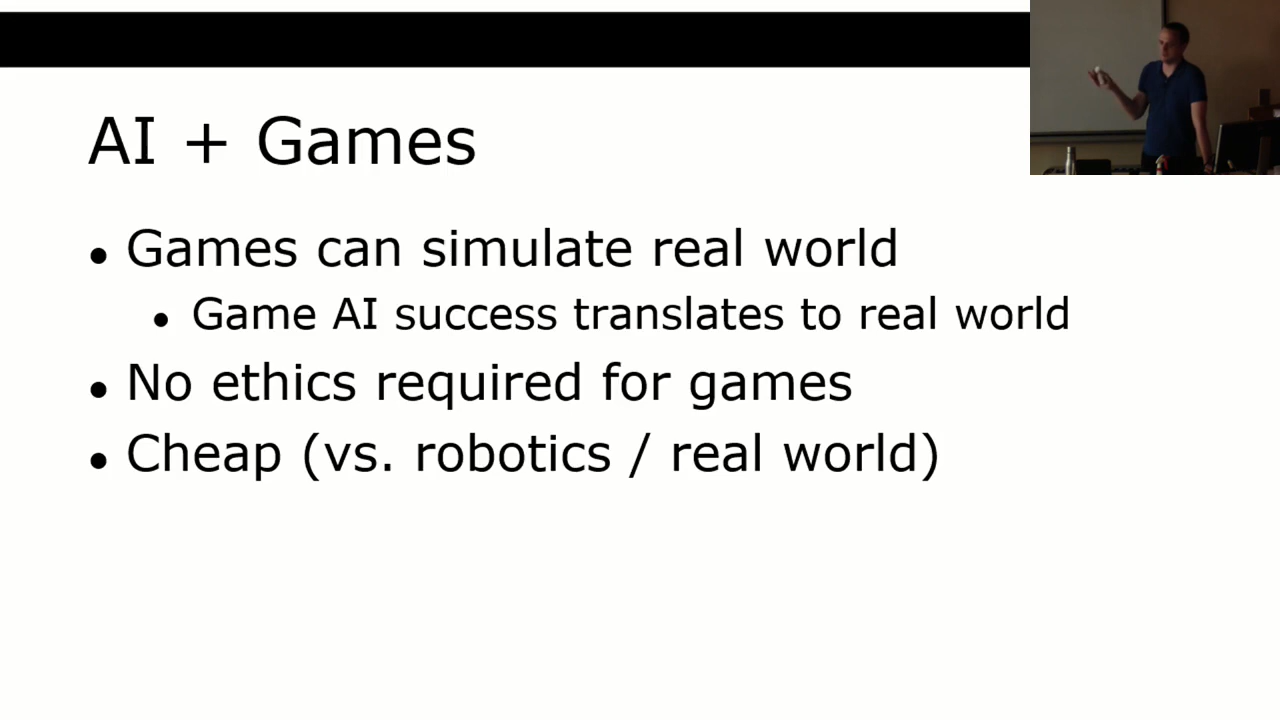 AI + Games
• Games can simulate real world
• Game AI success translates to real world
• No ethics required for games
• Cheap (vs. robotics / real world)